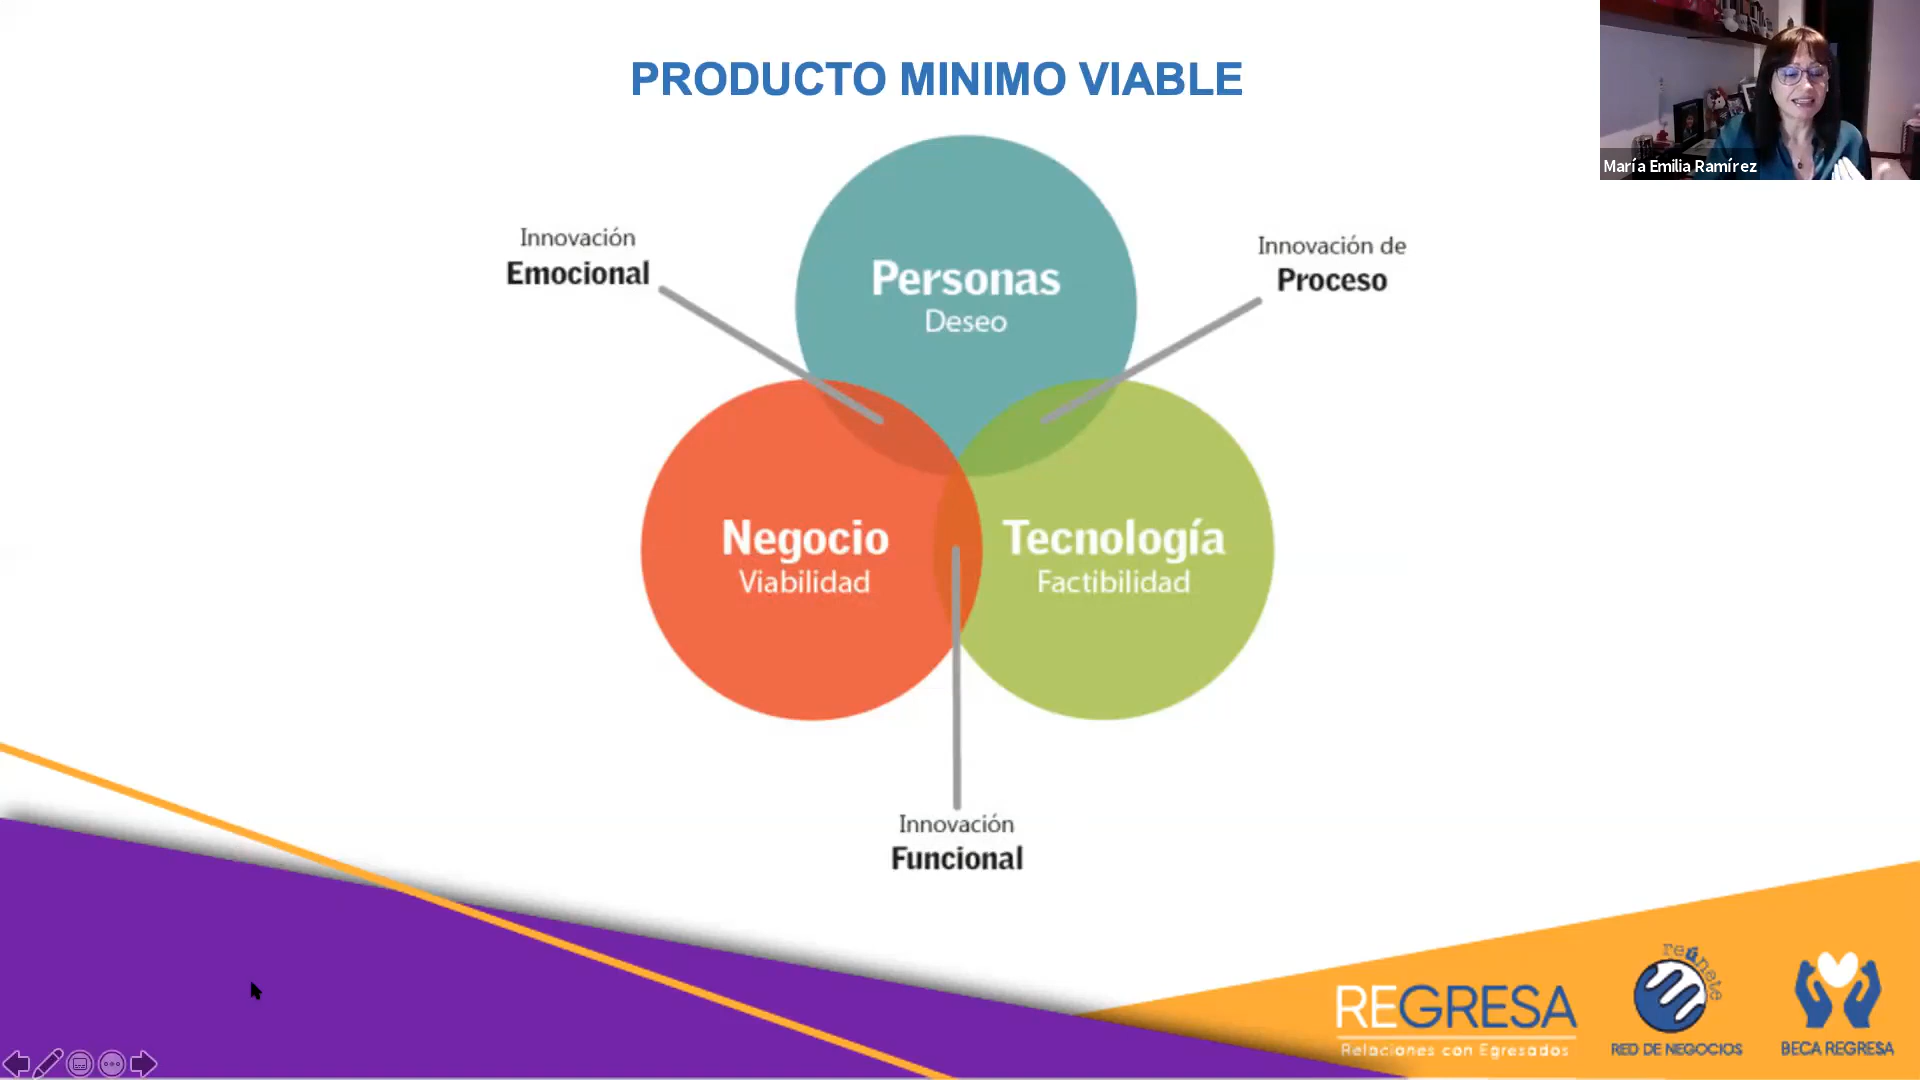 PRODUCTO MINIMO VIABLE
María Emilia Ramírez
Innovación
Emocional
Innovación de
Proceso
Personas
Deseo
Negocio
Viabilidad
Tecnología
Factibilidad
Innovación
Funcional
REGRESA
Relaciones con Egresados
reúnete
RED DE NEGOCIOS
BECA REGRESA